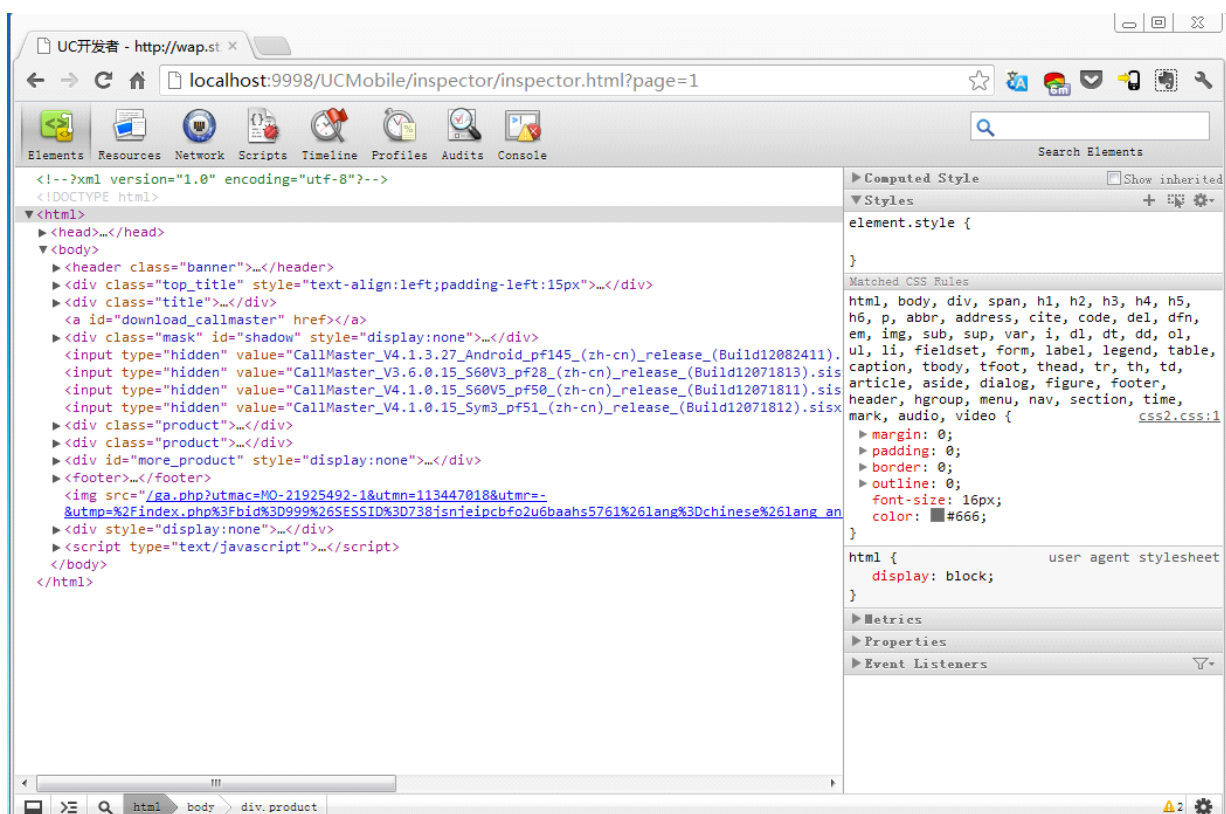 UC开发者 - http://wap.st
localhost:9998/UCMobile/inspector/inspector.html?page=1
6m
Elements Resources Network Scripts Timeline Profiles Audits Console
Search Elements
<!--?xml version="1.0" encoding="utf-8"?-->
<!DOCTYPE html>
▼<html>
▶<head>…</head>
▼<body>
▶<header class="banner">…</header>
▶<div class="top_title" style="text-align:left;padding-left:15px">…</div>
▶<div class="title">…</div>
<a id="download_callmaster" href></a>
▶<div class="mask" id="shadow" style="display:none">…</div>
<input type="hidden" value="CallMaster_V4.1.3.27_Android_pf145_(zh-cn)_release_(Build12082411).
<input type="hidden" value="CallMaster_V3.6.0.15_S60V3_pf28_(zh-cn)_release_(Build12071813).sis
<input type="hidden" value="CallMaster_V4.1.0.15_S60V5_pf50_(zh-cn)_release_(Build12071811).sis
<input type="hidden" value="CallMaster_V4.1.0.15_Sym3_pf51_(zh-cn)_release_(Build12071812).sisx
▶<div class="product">…</div>
▶<div class="product">…</div>
▶<div id="more_product" style="display:none">…</div>
▶<footer>…</footer>
<img src="/ga.php?utmac=MO-21925492-1&utmn=113447018&utmr=-
&utmp=%2Findex.php%3Fbid%3D999%26SESSID%3D738jsnjeipcbfo2u6baahs5761%26lang%3Dchinese%26lang_an
▶<div style="display:none">…</div>
▶<script type="text/javascript">…</script>
</body>
</html>
▶Computed Style Show inherited
▼Styles
element.style {
}
Matched CSS Rules
html, body, div, span, h1, h2, h3, h4, h5,
h6, p, abbr, address, cite, code, del, dfn,
em, img, sub, sup, var, i, dl, dt, dd, ol,
ul, li, fieldset, form, label, legend, table,
caption, tbody, tfoot, thead, tr, th, td,
article, aside, dialog, figure, footer,
header, hgroup, menu, nav, section, time,
mark, audio, video { css2.css:1
▶margin: 0;
▶padding: 0;
▶border: 0;
▶outline: 0;
font-size: 16px;
color: #666;
}
html { user agent stylesheet
display: block;
}
▶Metrics
▶Properties
▶Event Listeners
html body div.product
2